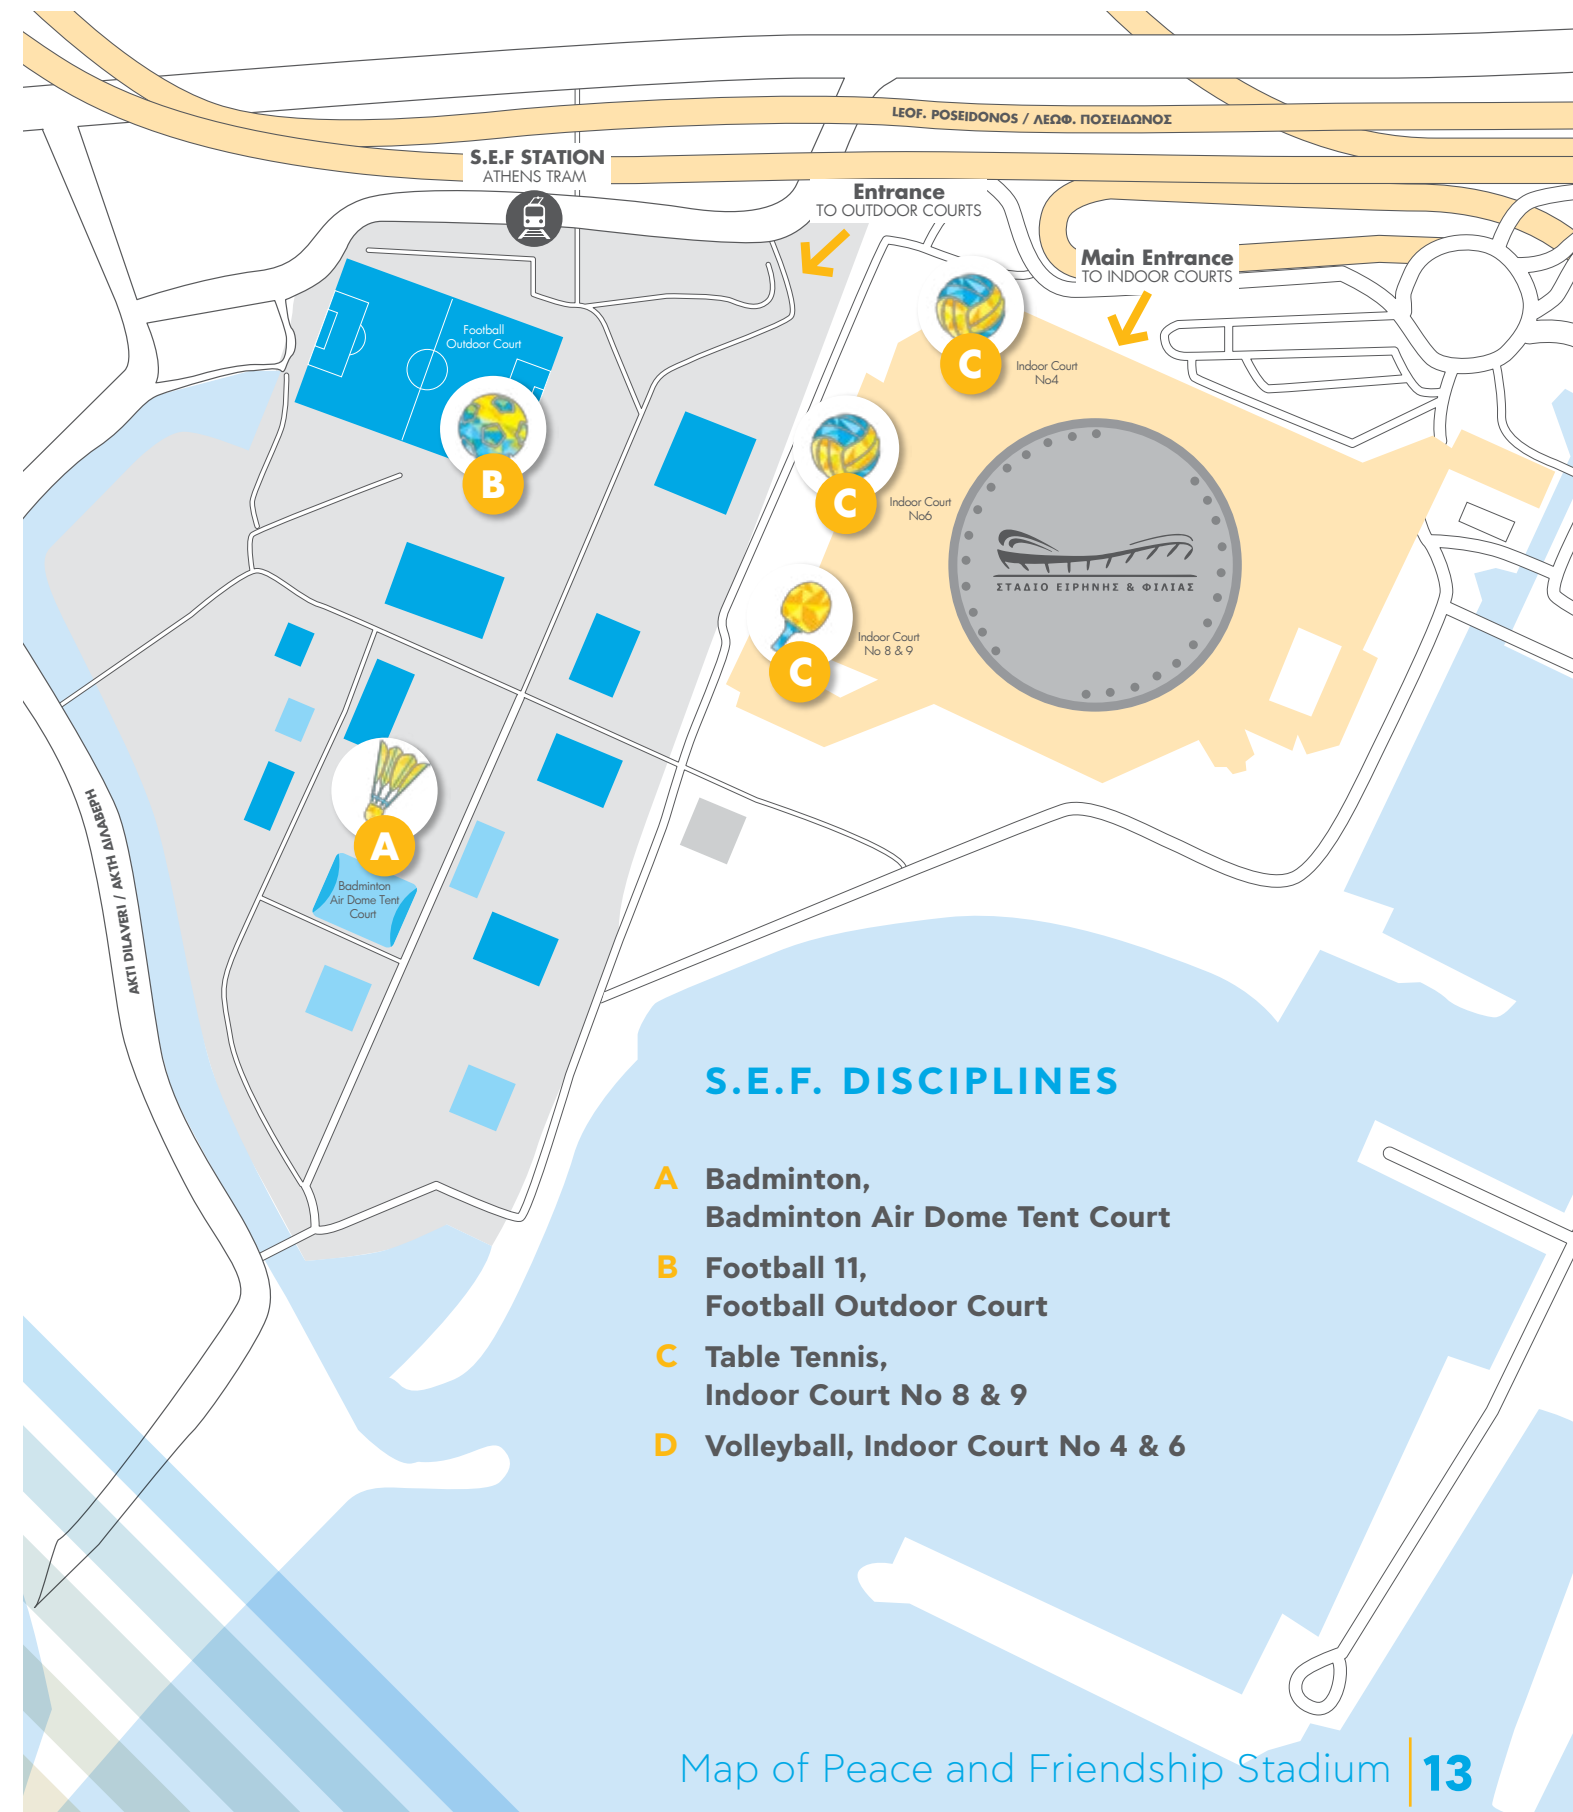 LEOF. POSEIDONOS / ΛΕΩΦ. ΠΟΣΕΙΔΩΝΟΣ
S.E.F STATION
ATHENS TRAM
Entrance
TO OUTDOOR COURTS
Main Entrance
TO INDOOR COURTS
Football
Outdoor Court
B
C
Indoor Court
No4
C
Indoor Court
No6
ΣΤΑΔΙΟ ΕΙΡΗΝΗΣ & ΦΙΛΙΑΣ
C
Indoor Court
No 8 & 9
A
Badminton
Air Dome Tent
Court
AKTI DILAVERI / ΑΚΤΗ ΔΙΛΑΒΕΡΗ
S.E.F. DISCIPLINES
A Badminton,
Badminton Air Dome Tent Court
B Football 11,
Football Outdoor Court
C Table Tennis,
Indoor Court No 8 & 9
D Volleyball, Indoor Court No 4 & 6
Map of Peace and Friendship Stadium 13